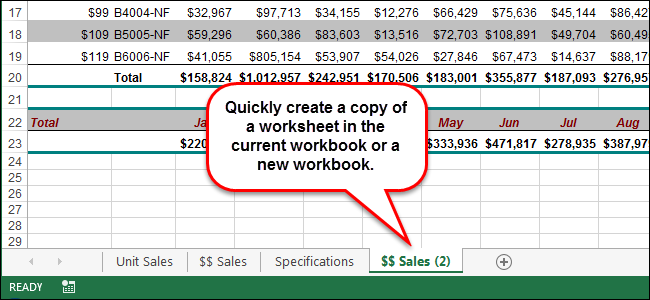 17 $99 B4004-NF $32,967 $97,713 $34,155 $12,276 $66,429 $75,636 $45,144 $86,42
18 $109 B5005-NF $59,296 $60,386 $83,603 $13,516 $72,703 $108,891 $49,704 $60,49
19 $119 B6006-NF $41,055 $805,154 $53,907 $54,026 $27,846 $67,473 $14,637 $88,17
20 Total $158,824 $1,012,957 $242,951 $170,506 $183,001 $355,877 $187,093 $276,95
21
Quickly create a copy of
a worksheet in the
current workbook or a
new workbook.
22 Total May Jun Jul Aug
23 $220 $333,936 $471,817 $278,935 $387,97
24
25
26
27
28
29
Unit Sales $$ Sales Specifications $$ Sales (2)
READY